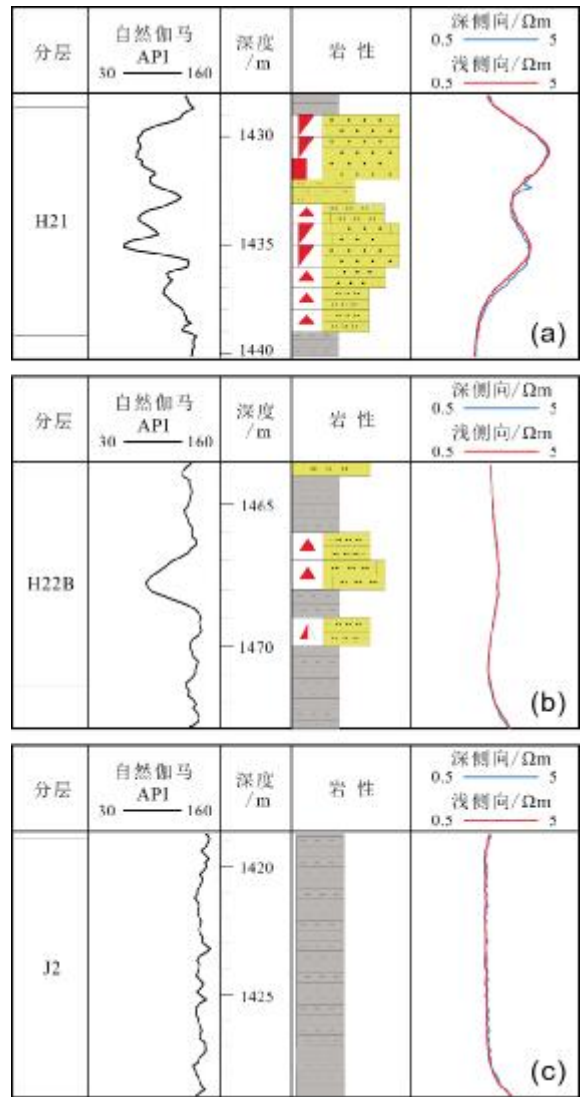 分层
自然伽马
API
30 160
深度
/m
岩性
深侧向/Ωm
0.5 5
浅侧向/Ωm
0.5 5
H21
1430
1435
1440
(a)
分层
自然伽马
API
30 160
深度
/m
岩性
深侧向/Ωm
0.5 5
浅侧向/Ωm
0.5 5
H22B
1465
1470
(b)
分层
自然伽马
API
30 160
深度
/m
岩性
深侧向/Ωm
0.5 5
浅侧向/Ωm
0.5 5
J2
1420
1425
(c)